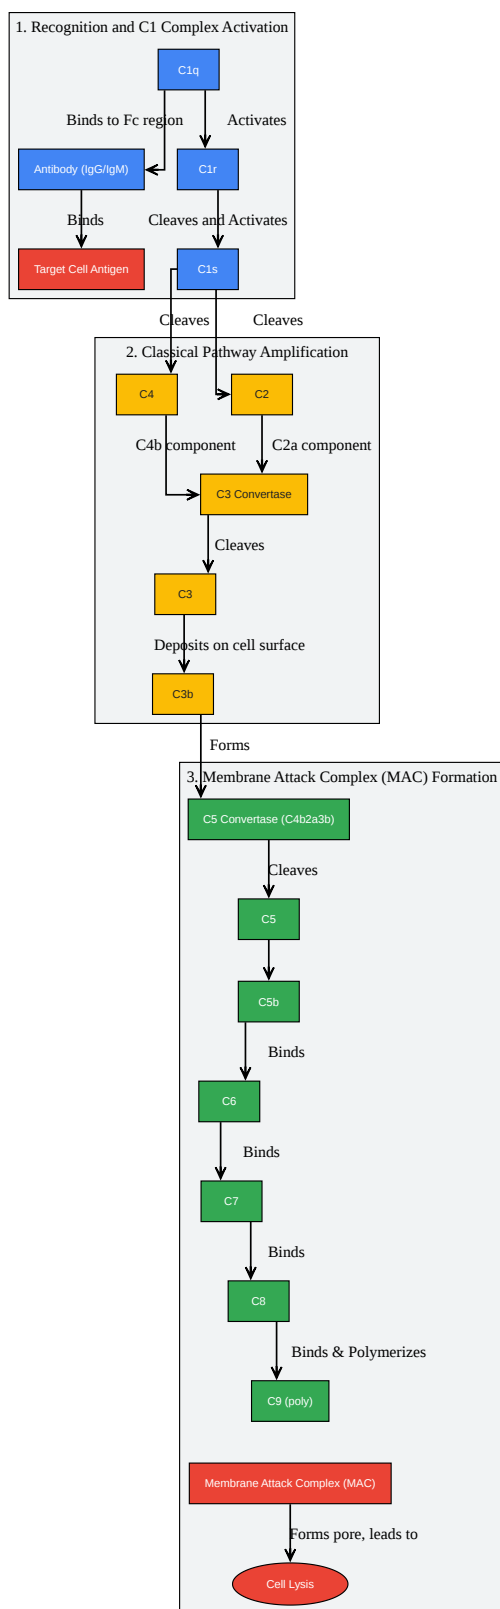 1. Recognition and C1 Complex Activation
C1q
Binds to Fc region
Activates
Antibody (IgG/IgM)
C1r
Binds
Cleaves and Activates
Target Cell Antigen
C1s
Cleaves
Cleaves
2. Classical Pathway Amplification
C4
C2
C4b component
C2a component
C3 Convertase
Cleaves
C3
Deposits on cell surface
C3b
Forms
3. Membrane Attack Complex (MAC) Formation
C5 Convertase (C4b2a3b)
Cleaves
C5
C5b
Binds
C6
Binds
C7
Binds
C8
Binds & Polymerizes
C9 (poly)
Membrane Attack Complex (MAC)
Forms pore, leads to
Cell Lysis